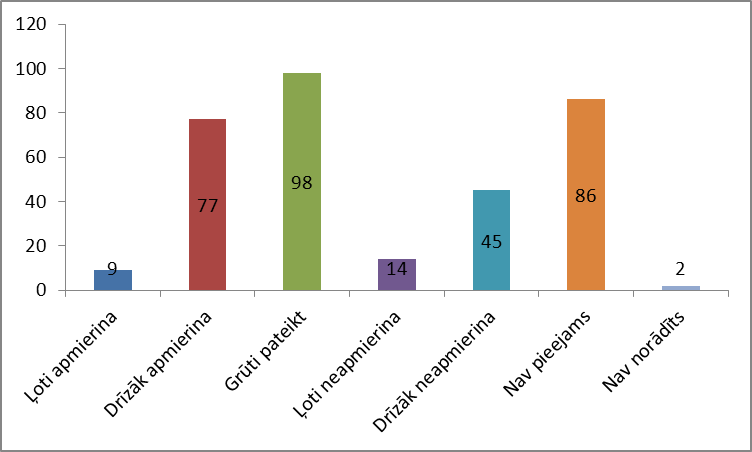 120
100
80
60
40
20
0
9
77
98
14
45
86
2
Ļoti apmierina
Drīzāk apmierina
Grūti pateikt
Ļoti neapmierina
Drīzāk neapmierina
Nav pieejams
Nav norādīts